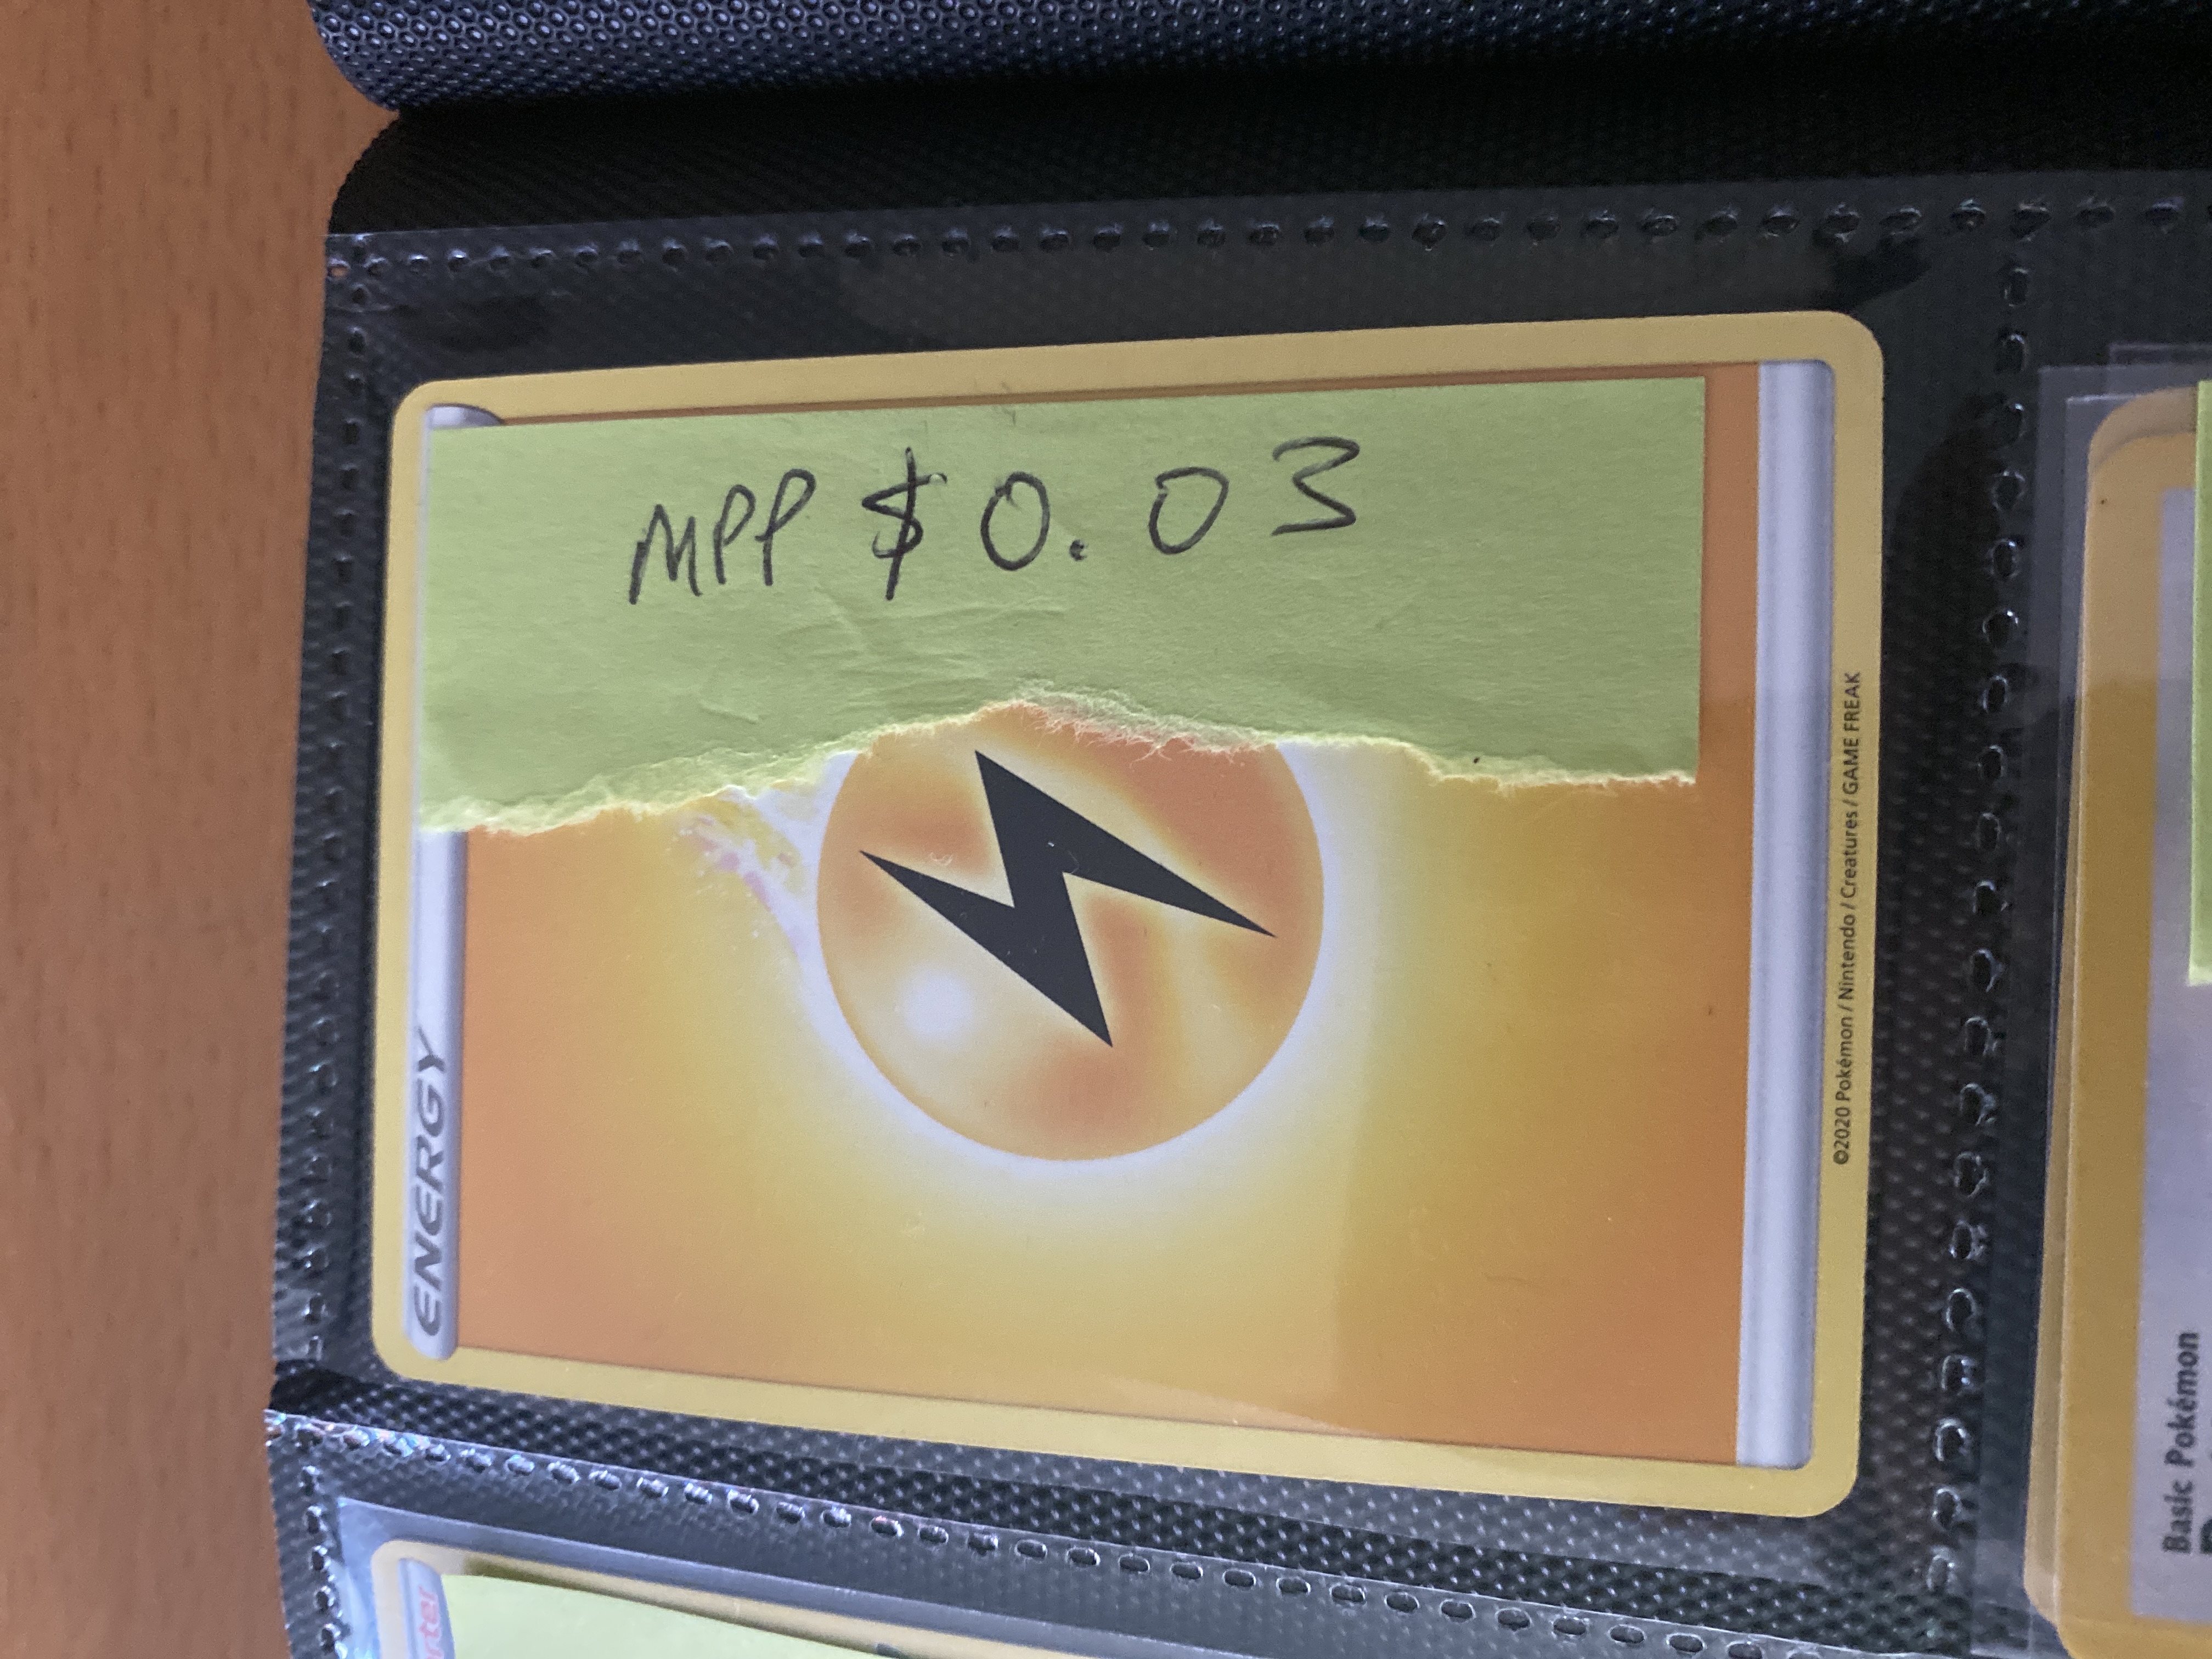 MPP $0.03
ENERGY
©2020 Pokémon / Nintendo / Creatures / GAME FREAK
Basic Pokémon